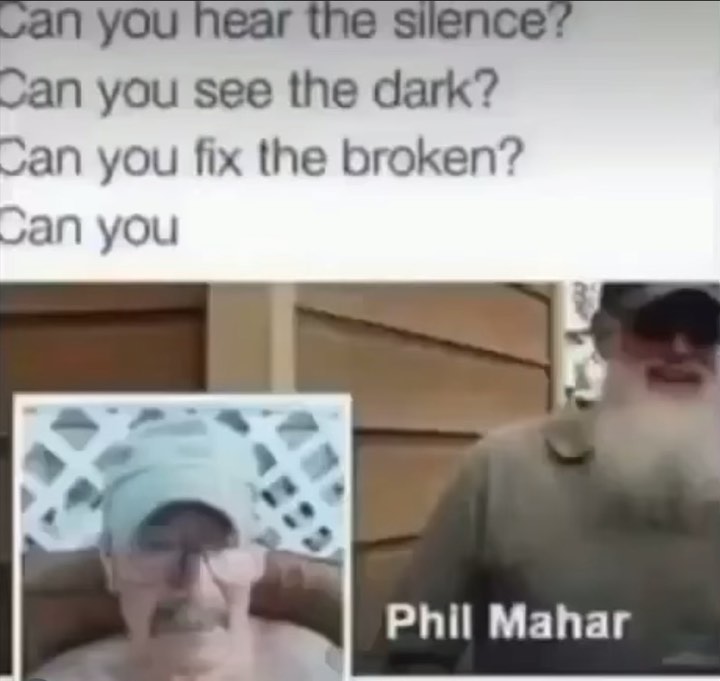 Can you hear the silence?
Can you see the dark?
Can you fix the broken?
Can you
Phil Mahar